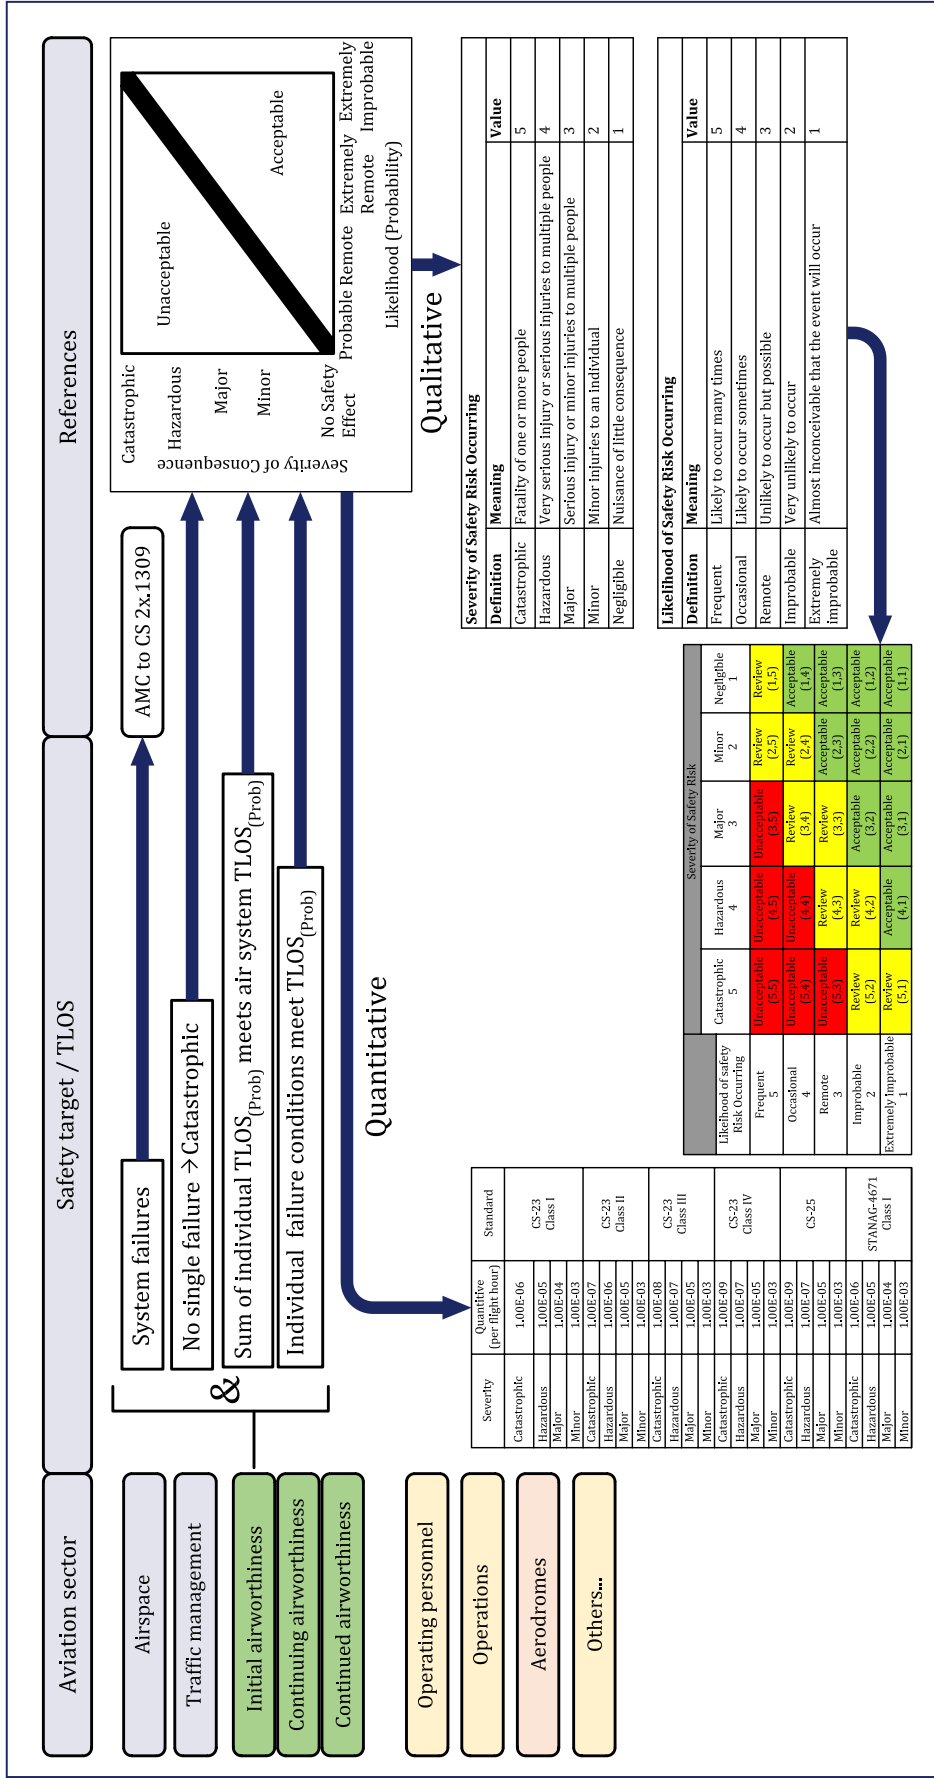 Aviation sector
Safety target / TLOS
References
Airspace
Traffic management
Initial airworthiness
Continuing airworthiness
Continued airworthiness
Operating personnel
Operations
Aerodromes
Others...
&
System failures
No single failure → Catastrophic
Sum of individual TLOS(Prob) meets air system TLOS(Prob)
Individual failure conditions meet TLOS(Prob)
AMC to CS 2x.1309
Severity of Consequence
Catastrophic
Hazardous
Major
Minor
No Safety
Effect
Unacceptable
Acceptable
Probable Remote Extremely Extremely
Remote Improbable
Likelihood (Probability)
Quantitative
Qualitative
Severity Quantitive Standard
(per flight hour)
Catastrophic 1.00E-06 CS-23
Class I
Hazardous 1.00E-05
Major 1.00E-04
Minor 1.00E-03
Catastrophic 1.00E-07 CS-23
Class II
Hazardous 1.00E-06
Major 1.00E-05
Minor 1.00E-03
Catastrophic 1.00E-08 CS-23
Class III
Hazardous 1.00E-07
Major 1.00E-05
Minor 1.00E-03
Catastrophic 1.00E-09 CS-23
Class IV
Hazardous 1.00E-07
Major 1.00E-05
Minor 1.00E-03
Catastrophic 1.00E-09 CS-25
Hazardous 1.00E-07
Major 1.00E-05
Minor 1.00E-03
Catastrophic 1.00E-06 STANAG-4671
Class I
Hazardous 1.00E-05
Major 1.00E-04
Minor 1.00E-03
Severity of Safety Risk Occurring
Definition Meaning Value
Catastrophic Fatality of one or more people 5
Hazardous Very serious injury or serious injuries to multiple people 4
Major Serious injury or minor injuries to multiple people 3
Minor Minor injuries to an individual 2
Negligible Nuisance of little consequence 1
Likelihood of Safety Risk Occurring
Definition Meaning Value
Frequent Likely to occur many times 5
Occasional Likely to occur sometimes 4
Remote Unlikely to occur but possible 3
Improbable Very unlikely to occur 2
Extremely Almost inconceivable that the event will occur 1
improbable
Severity of Safety Risk
Likeihood of safety Catastrophic Hazardous Major Minor Negligible
Risk Occurring 5 4 3 2 1
Frequent Unacceptable Unacceptable Unacceptable Review Review
5 (5,5) (4,5) (3,5) (2,5) (1,5)
Occasional Unacceptable Unacceptable Review Review Acceptable
4 (5,4) (4,4) (3,4) (2,4) (1,4)
Remote Unacceptable Review Review Acceptable Acceptable
3 (5,3) (4,3) (3,3) (2,3) (1,3)
Improbable Review Review Acceptable Acceptable Acceptable
2 (5,2) (4,2) (3,2) (2,2) (1,2)
Extremely Improbable Review Acceptable Acceptable Acceptable Acceptable
1 (5,1) (4,1) (3,1) (2,1) (1,1)